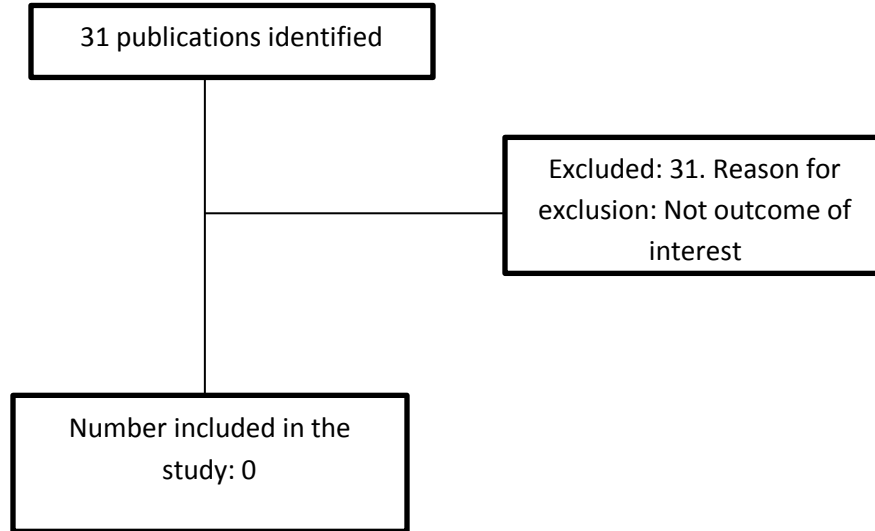 31 publications identified
Excluded: 31. Reason for
exclusion: Not outcome of
interest
Number included in the
study: 0